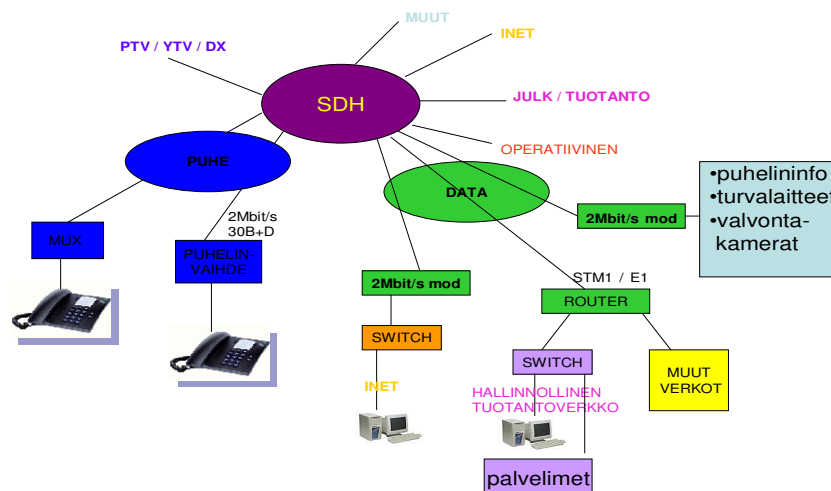 MUUT
INET
PTV / YTV / DX
SDH
JULK / TUOTANTO
OPERATIIVINEN
PUHE
DATA
•puhelininfo
•turvalaitteet
•valvonta-
kamerat
2Mbit/s mod
2Mbit/s
30B+D
MUX
PUHELIN-
VAIHDE
2Mbit/s mod
STM1 / E1
ROUTER
SWITCH
SWITCH
MUUT
VERKOT
INET
HALLINNOLLINEN
TUOTANTOVERKKO
palvelimet